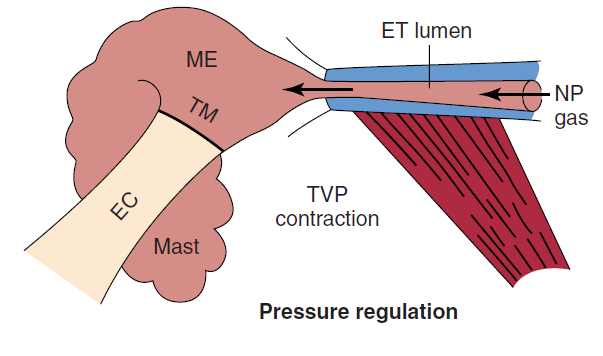 ET lumen
ME
TM
NP
gas
EC
TVP
contraction
Mast
Pressure regulation